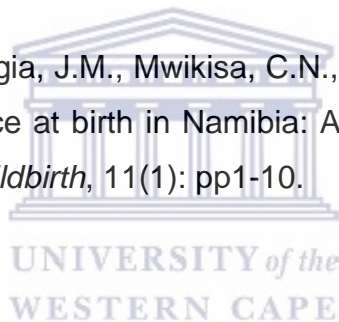 gia, J.M., Mwikisa, C.N.,
ce at birth in Namibia: A
ldbirth, 11(1): pp1-10.
UNIVERSITY of the
WESTERN CAPE